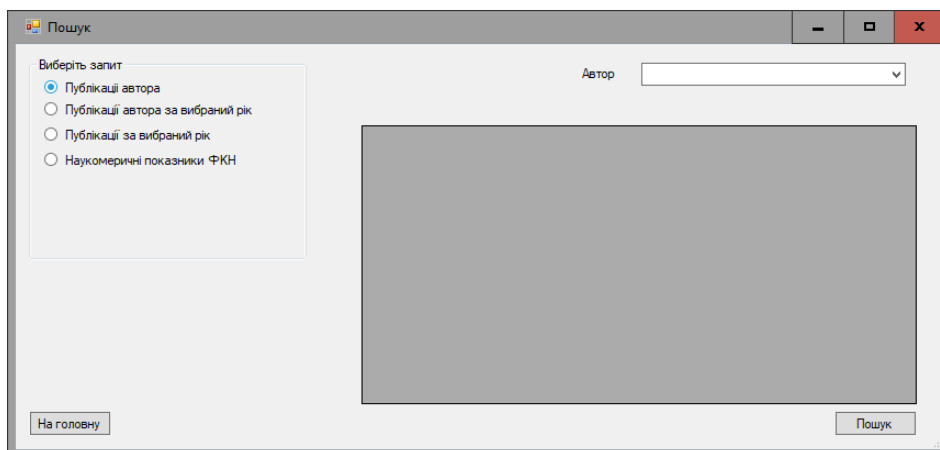 Пошук
Виберіть запит
Публікації автора
Публікації автора за вибраний рік
Публікації за вибраний рік
Наукомеричні показники ФКН
Автор
На головну
Пошук